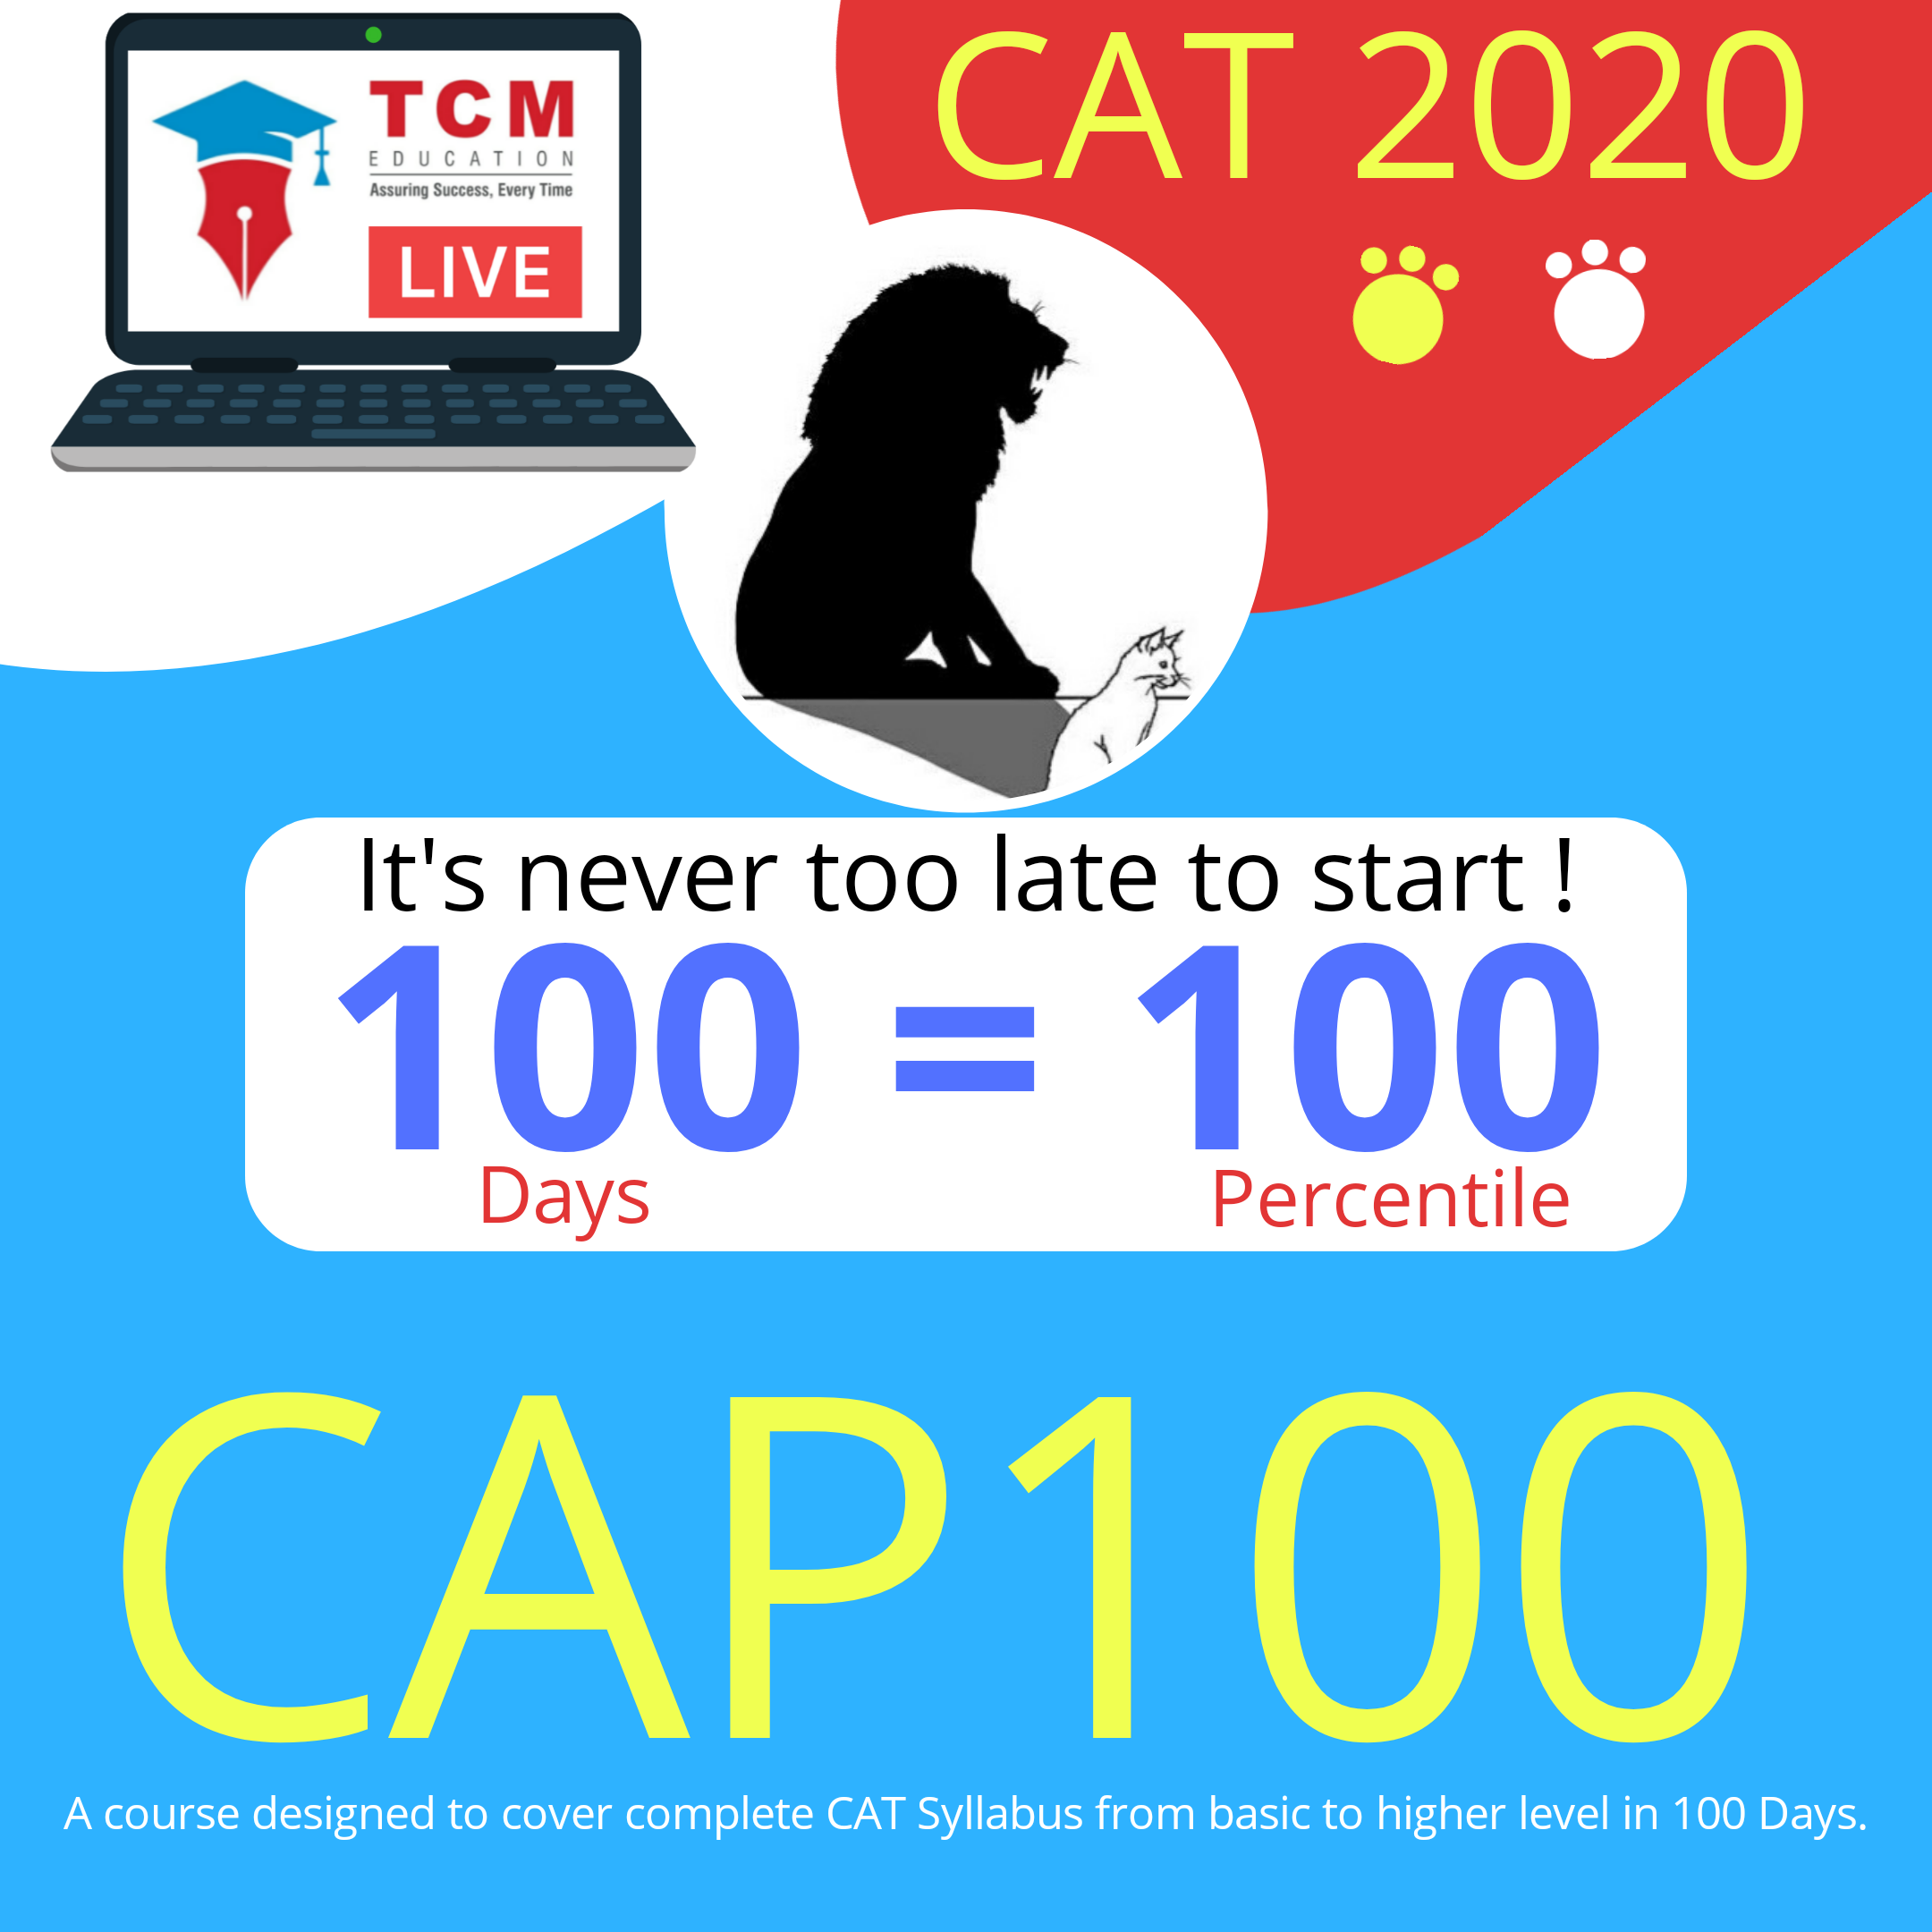 TCM
EDUCATION
Assuring Success, Every Time
LIVE
CAT 2020
It's never too late to start !
100 = 100
Days Percentile
CAP100
A course designed to cover complete CAT Syllabus from basic to higher level in 100 Days.